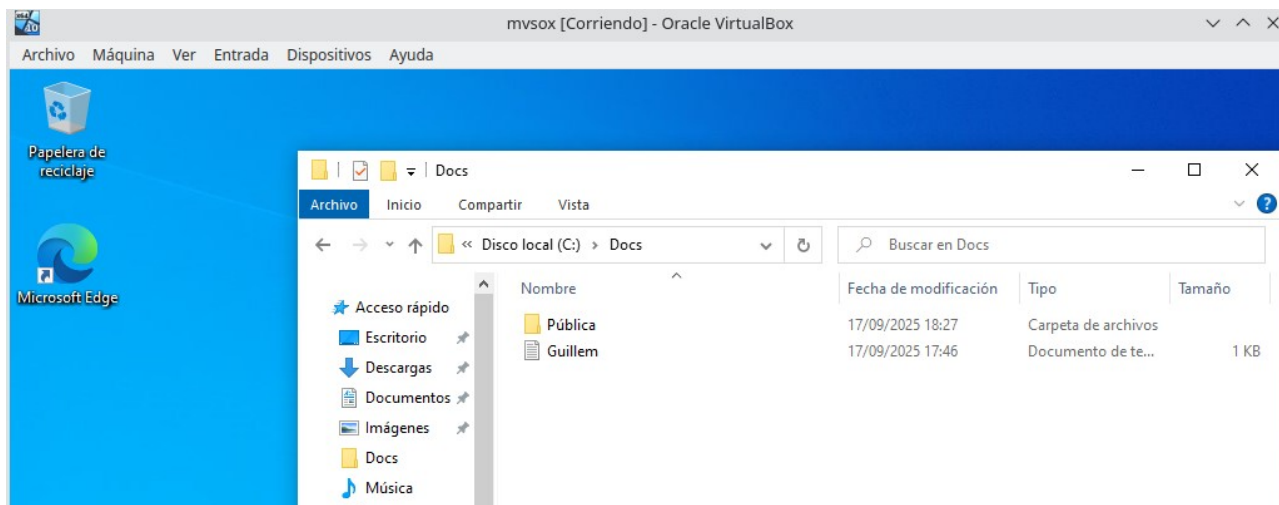 mvsox [Corriendo] - Oracle VirtualBox
Archivo Máquina Ver Entrada Dispositivos Ayuda
Papelera de
reciclaje
Microsoft Edge
Docs
Archivo Inicio Compartir Vista
« Disco local (C:) › Docs
Buscar en Docs
Nombre Fecha de modificación Tipo Tamaño
Pública 17/09/2025 18:27 Carpeta de archivos
Guillem 17/09/2025 17:46 Documento de te... 1 KB
Acceso rápido
Escritorio
Descargas
Documentos
Imágenes
Docs
Música